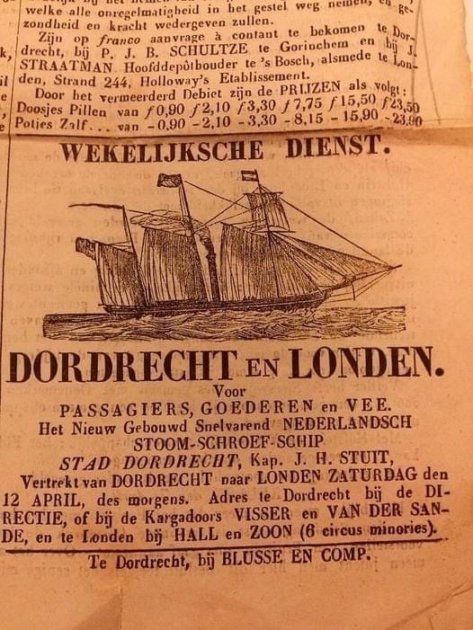 welke alle onregelmatigheid in het gestel weg nemen, en ge-
zondheid en kracht wedergeven zullen.
Zijn op franco aanvrage à contant te bekomen te Dor-
drecht, bij P. J. B. SCHULTZE te Gorinchem en bij J.
STRAATMAN, Hoofddepôthouder te 's Bosch, alsmede te Lon-
den, Strand 244, Holloway's Etablissement.
Door het vermeerderd Debiet zijn de PRIJZEN als volgt:
Doosjes Pillen van f 0,90 f 2,10 f 3,30 f 7,75 f 15,50 f 23,50
Potjes Zalf... van -0,90 -2,10 -3,30 -8,15 -15,90 -23,90
WEKELIJKSCHE DIENST.
DORDRECHT EN LONDEN.
Voor
PASSAGIERS, GOEDEREN en VEE.
Het Nieuw Gebouwd Snelvarend NEDERLANDSCH
STOOM-SCHROEF-SCHIP
STAD DORDRECHT, Kap. J. H. STUIT,
Vertrekt van DORDRECHT naar LONDEN ZATURDAG den
12 APRIL, des morgens. Adres te Dordrecht bij de DI-
RECTIE, of bij de Kargadoors VISSER en VAN DER SAN-
DE, en te Londen bij HALL en ZOON (6 circus minories).
Te Dordrecht, bij BLUSSE EN COMP.